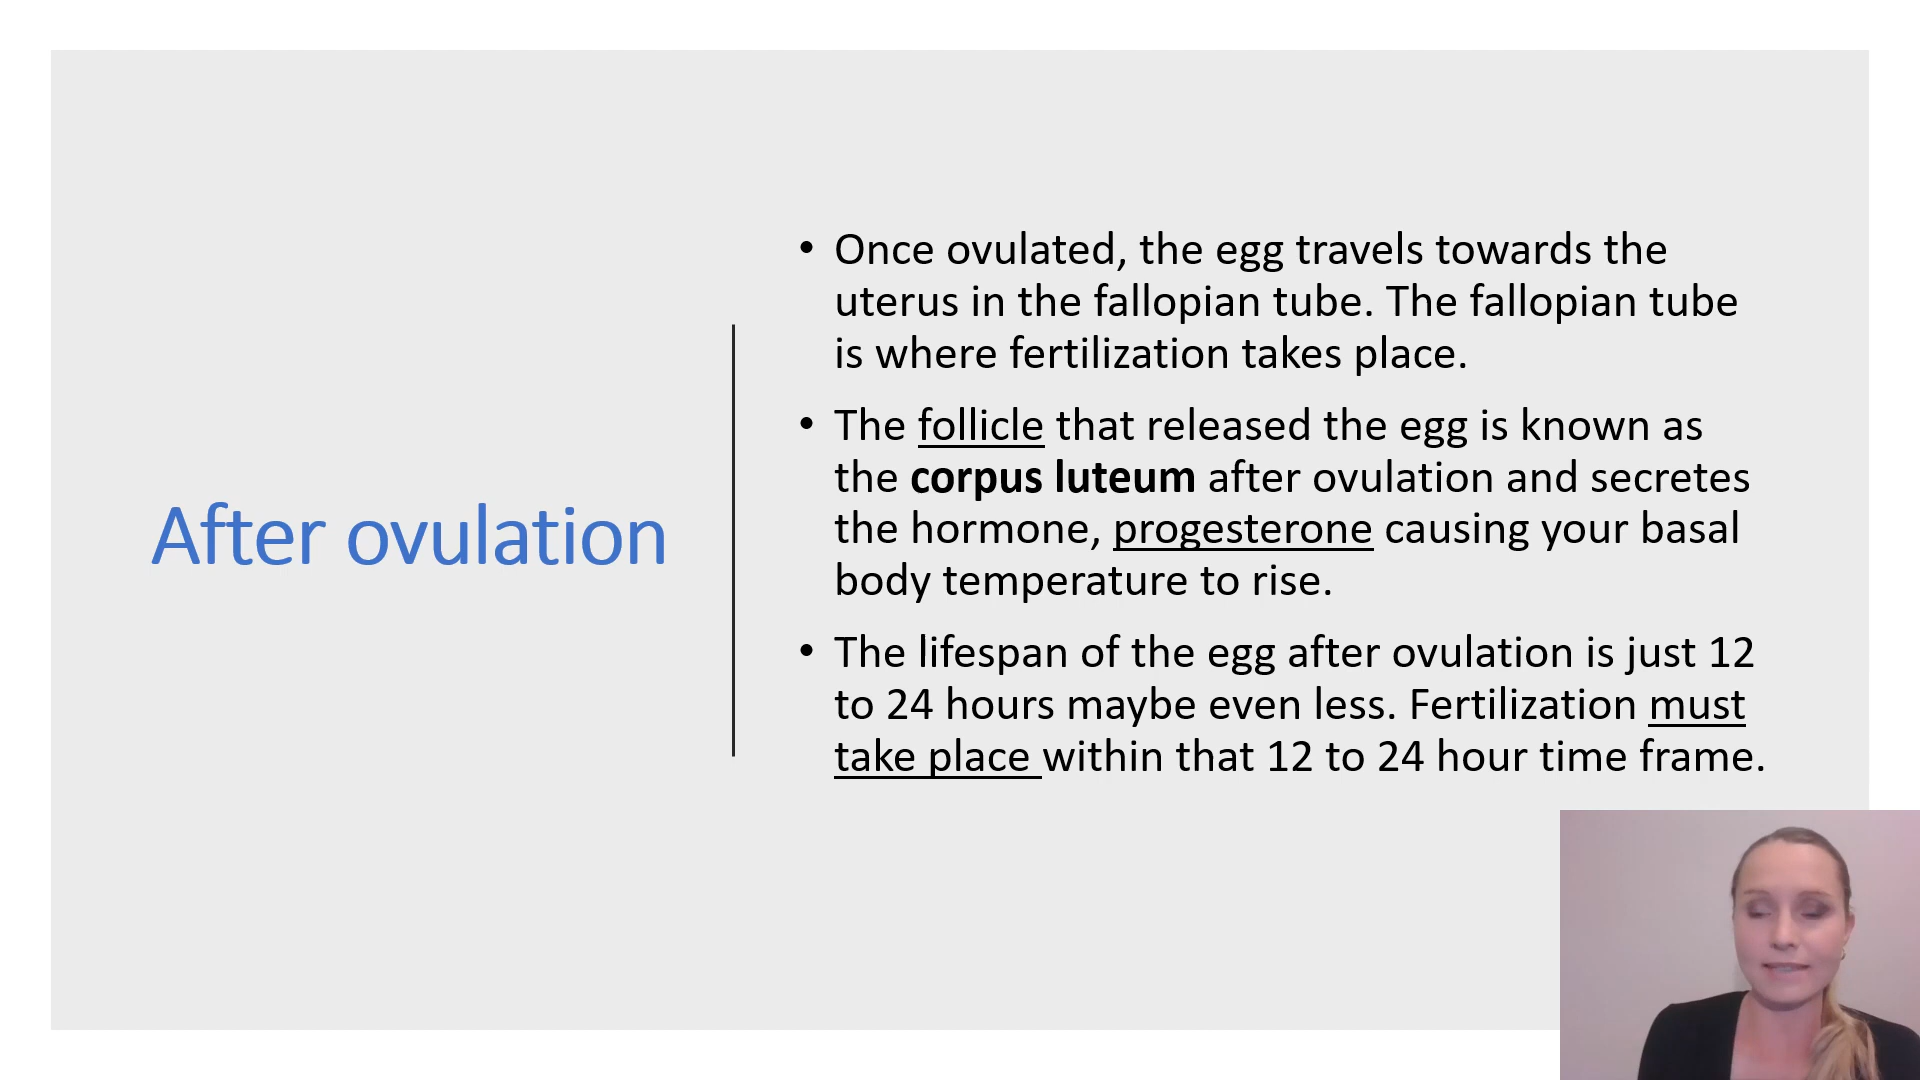 After ovulation
• Once ovulated, the egg travels towards the
uterus in the fallopian tube. The fallopian tube
is where fertilization takes place.
• The follicle that released the egg is known as
the corpus luteum after ovulation and secretes
the hormone, progesterone causing your basal
body temperature to rise.
• The lifespan of the egg after ovulation is just 12
to 24 hours maybe even less. Fertilization must
take place within that 12 to 24 hour time frame.